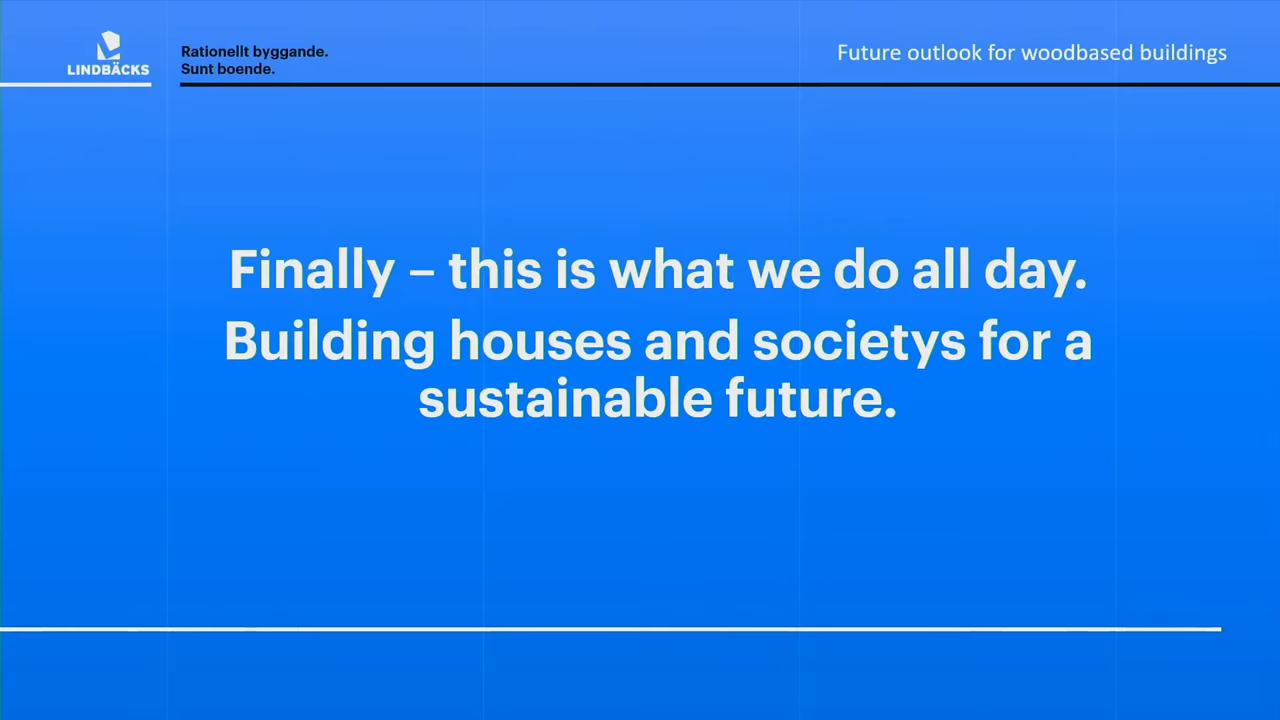 LINDBÄCKS
Rationellt byggande.
Sunt boende.
Future outlook for woodbased buildings
Finally – this is what we do all day.
Building houses and societys for a
sustainable future.